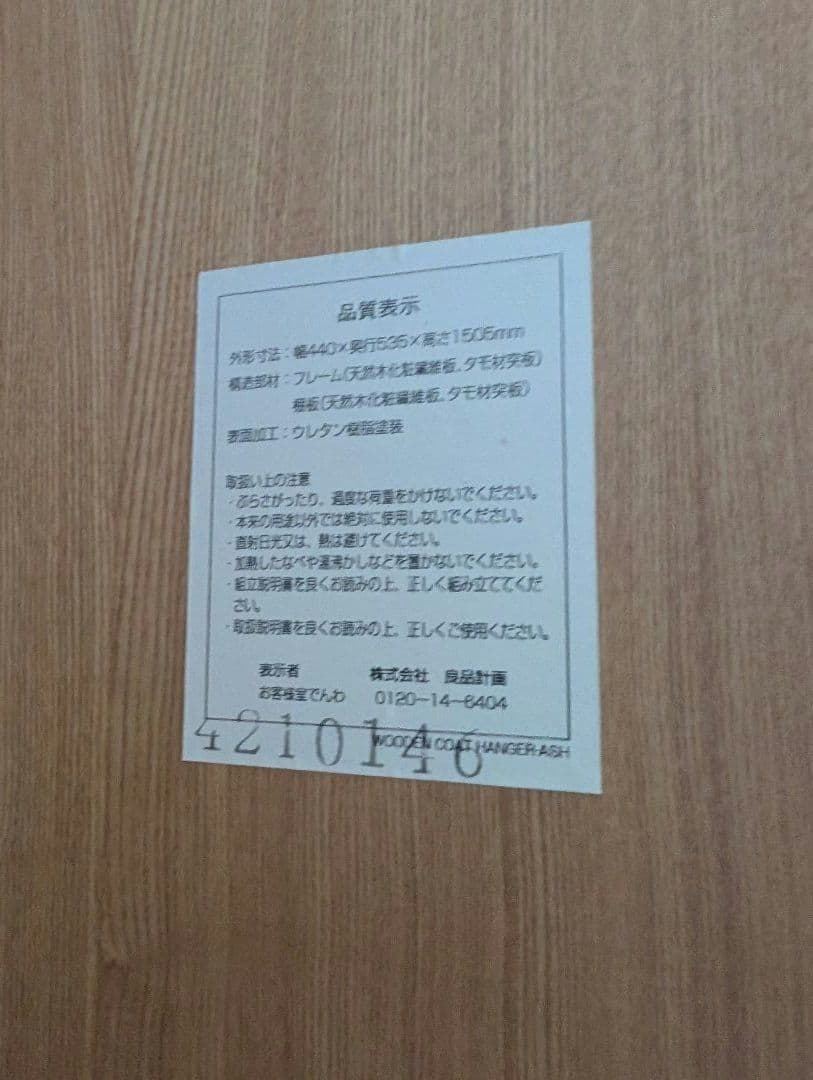 品質表示
外形寸法：幅440×奥行535×高さ1505mm
構造部材：フレーム(天然木化粧繊維板、タモ材突板)
棚板(天然木化粧繊維板、タモ材突板)
表面加工：ウレタン樹脂塗装
取扱い上の注意
・ぶらさがったり、過度な荷重をかけないでください。
・本来の用途以外では絶対に使用しないでください。
・直射日光又は、熱は避けてください。
・加熱したなべや湯沸かしなどを置かないでください。
・組立説明書を良くお読みの上、正しく組み立ててくだ
さい。
・取扱説明書を良くお読みの上、正しくご使用ください。
表示者 株式会社 良品計画
お客様室でんわ 0120-14-6404
WOODEN COAT HANGER-ASH
4210146